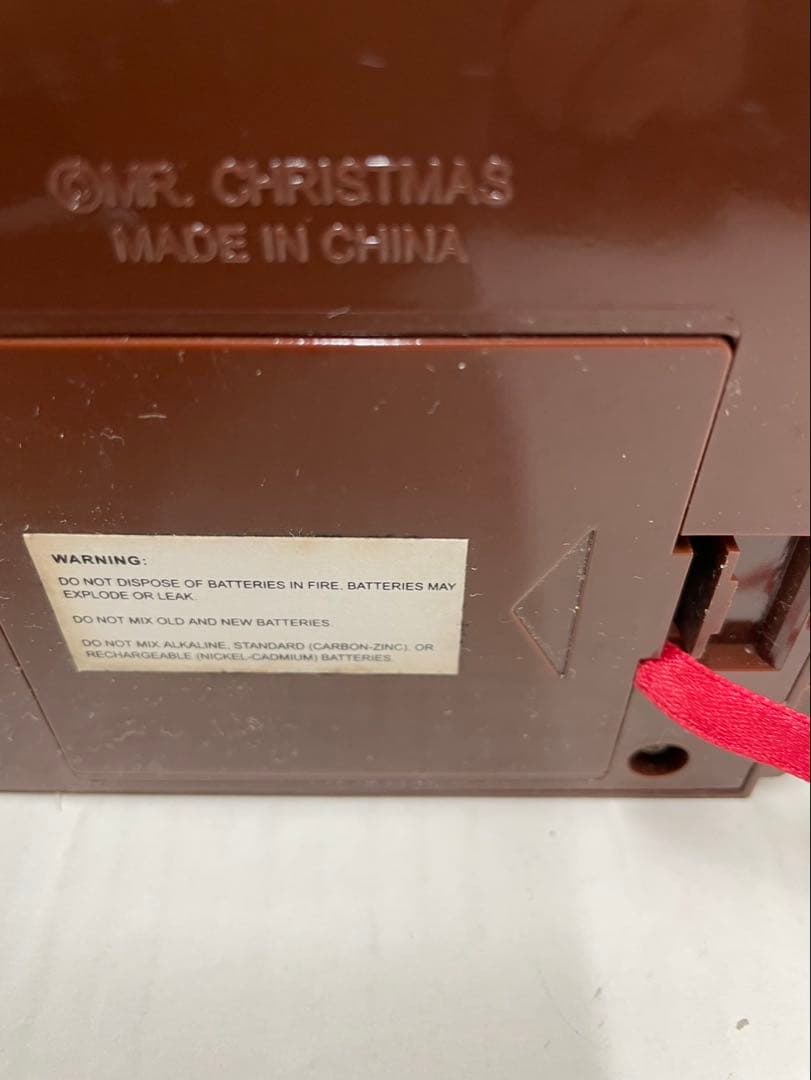 ©MR. CHRISTMAS
MADE IN CHINA
WARNING:
DO NOT DISPOSE OF BATTERIES IN FIRE. BATTERIES MAY
EXPLODE OR LEAK.
DO NOT MIX OLD AND NEW BATTERIES.
DO NOT MIX ALKALINE, STANDARD (CARBON-ZINC), OR
RECHARGEABLE (NICKEL-CADMIUM) BATTERIES.